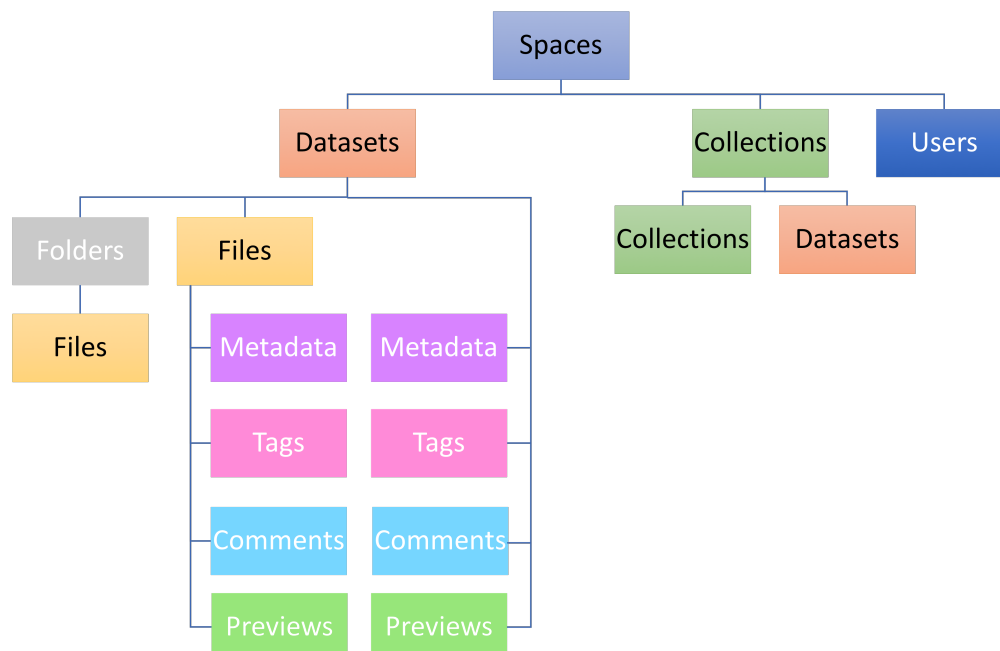 Spaces
Datasets
Collections
Users
Collections
Datasets
Folders
Files
Files
Metadata
Metadata
Tags
Tags
Comments
Comments
Previews
Previews